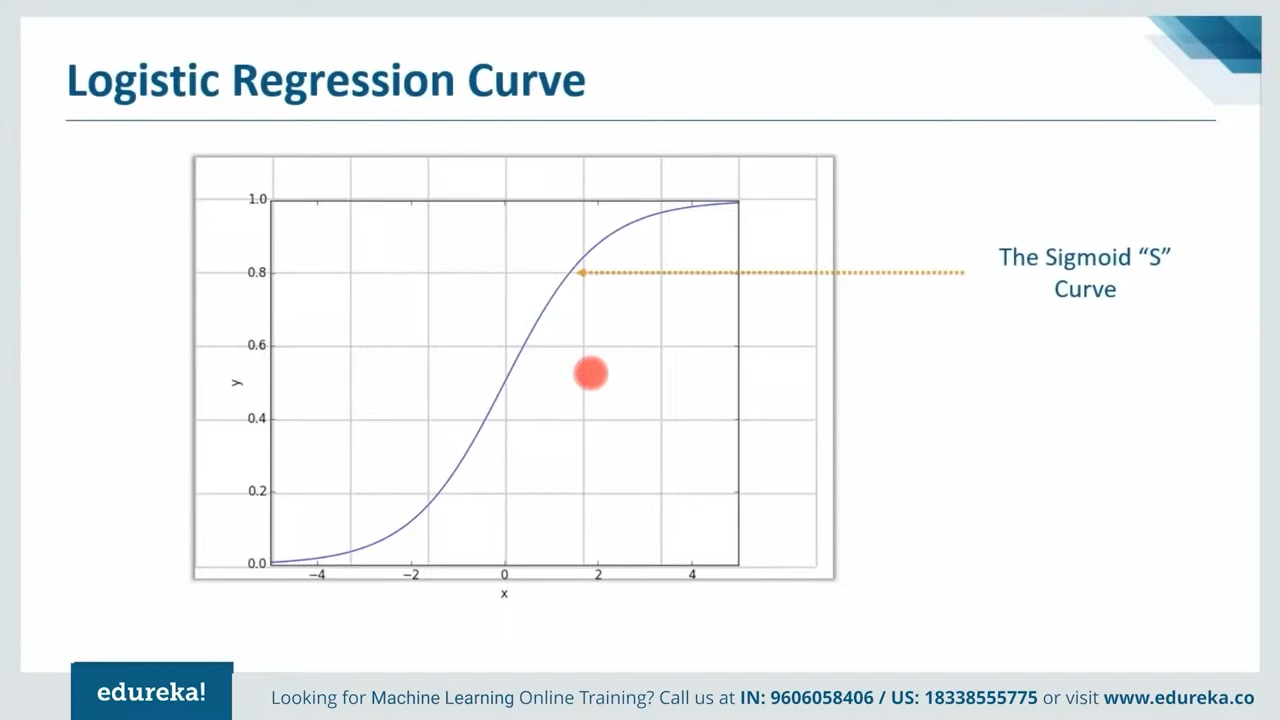 Logistic Regression Curve
1.0
0.8
0.6
0.4
0.2
0.0
y
−4 −2 0 2 4
x
The Sigmoid “S”
Curve
edureka!
Looking for Machine Learning Online Training? Call us at IN: 9606058406 / US: 18338555775 or visit www.edureka.co